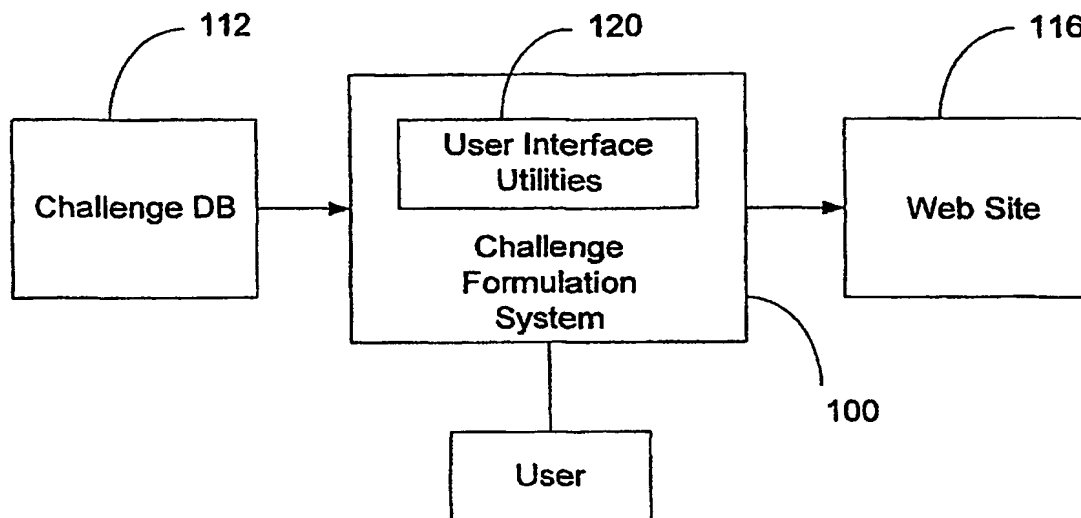 112
120
116
Challenge DB
User Interface
Utilities
Challenge
Formulation
System
Web Site
100
User